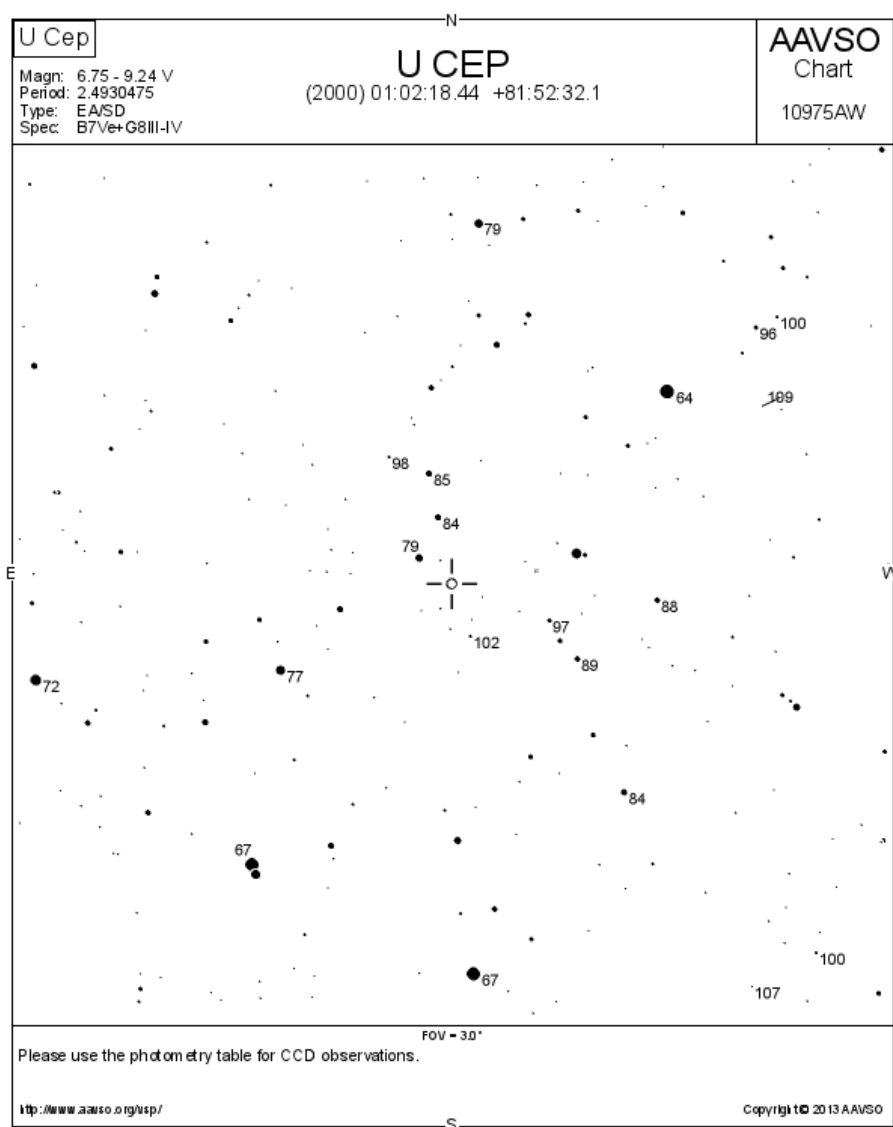 N
U Cep
Magn: 6.75 - 9.24 V
Period: 2.4930475
Type: EA/SD
Spec: B7Ve+G8III-IV
U CEP
(2000) 01:02:18.44 +81:52:32.1
AAVSO
Chart
10975AW
79
100
96
64
109
98
85
84
79
E
W
88
97
102
89
77
72
84
67
100
67
107
FOV = 3.0°
Please use the photometry table for CCD observations.
http://www.aavso.org/vsp/
Copyright © 2013 AAVSO
S